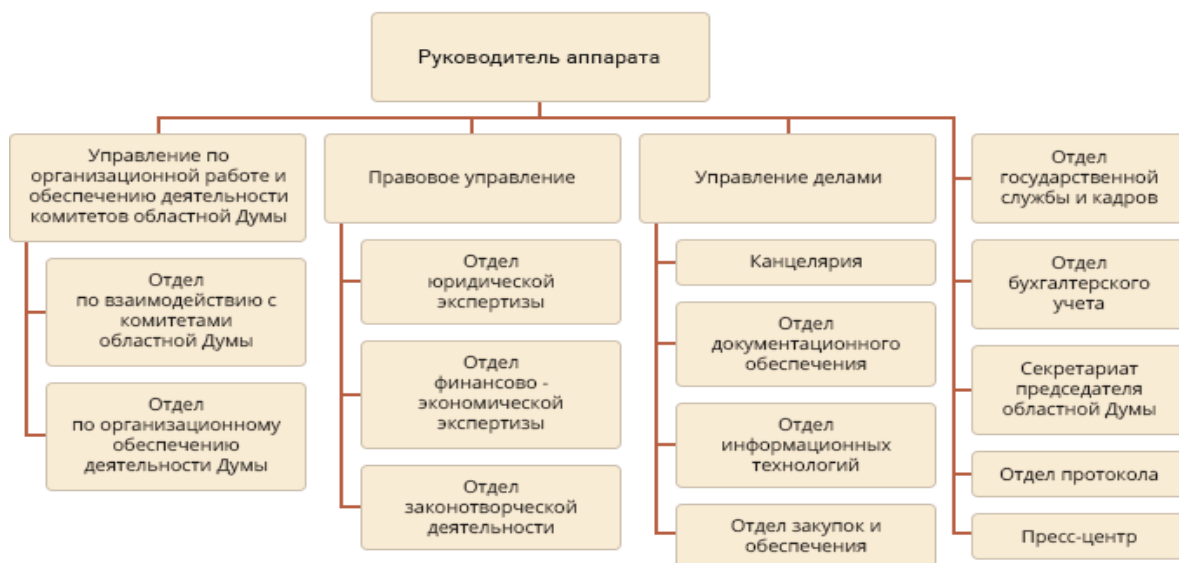 Руководитель аппарата
Управление по
организационной работе и
обеспечению деятельности
комитетов областной Думы
Отдел
по взаимодействию с
комитетами
областной Думы
Отдел
по организационному
обеспечению
деятельности Думы
Правовое управление
Отдел
юридической
экспертизы
Отдел
финансово -
экономической
экспертизы
Отдел
законотворческой
деятельности
Управление делами
Канцелярия
Отдел
документационного
обеспечения
Отдел
информационных
технологий
Отдел закупок и
обеспечения
Отдел
государственной
службы и кадров
Отдел
бухгалтерского
учета
Секретариат
председателя
областной Думы
Отдел протокола
Пресс-центр